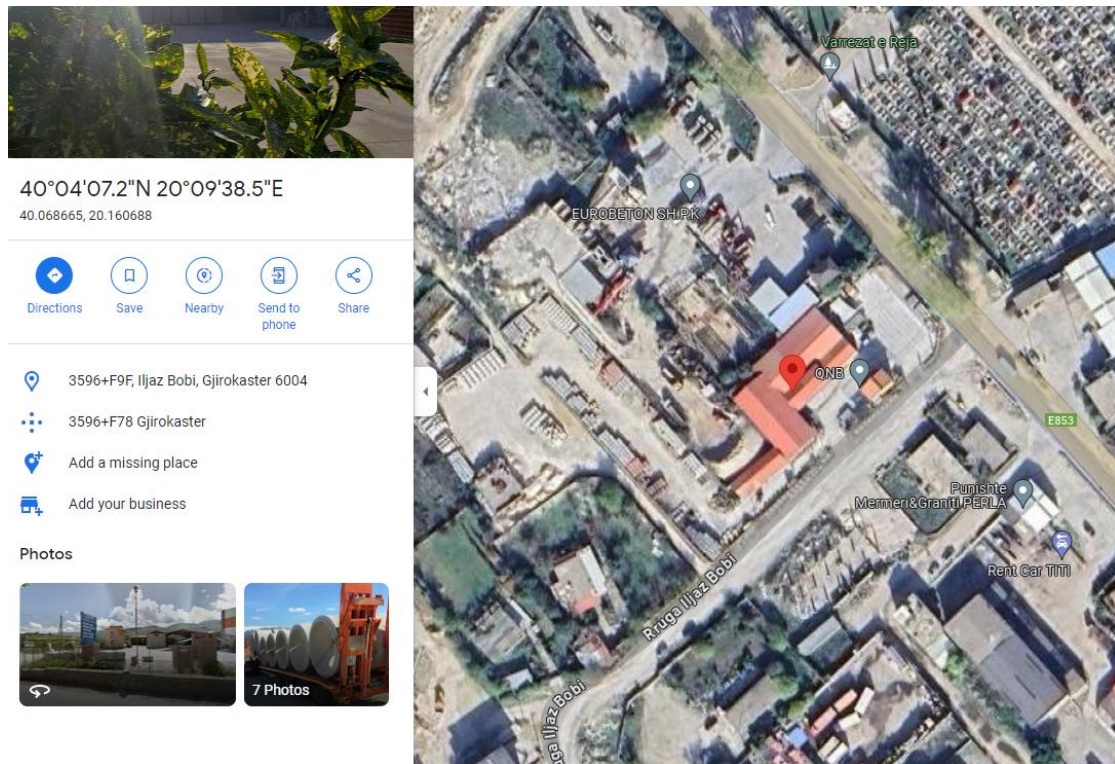 40°04'07.2"N 20°09'38.5"E
40.068665, 20.160688
Directions
Save
Nearby
Send to
phone
Share
3596+F9F, Iljaz Bobi, Gjirokaster 6004
3596+F78 Gjirokaster
Add a missing place
Add your business
Photos
7 Photos
Varrezat e Reja
EUROBETON SH.P.K
QNB
E853
Punishte
Mermeri&Graniti PERLA
Rent Car TITI
Rruga Iljaz Bobi
ga Iljaz Bobi